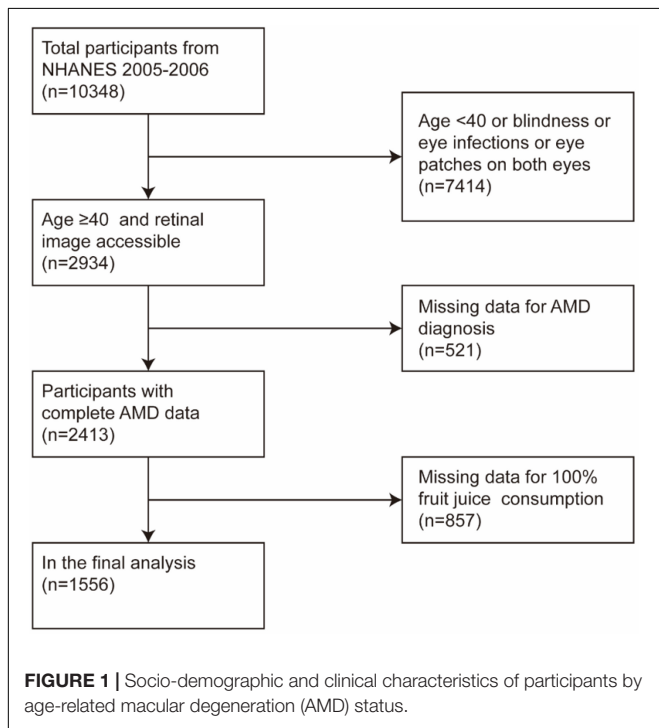 Total participants from
NHANES 2005-2006
(n=10348)
Age <40 or blindness or
eye infections or eye
patches on both eyes
(n=7414)
Age ≥40 and retinal
image accessible
(n=2934)
Missing data for AMD
diagnosis
(n=521)
Participants with
complete AMD data
(n=2413)
Missing data for 100%
fruit juice consumption
(n=857)
In the final analysis
(n=1556)
FIGURE 1 | Socio-demographic and clinical characteristics of participants by
age-related macular degeneration (AMD) status.